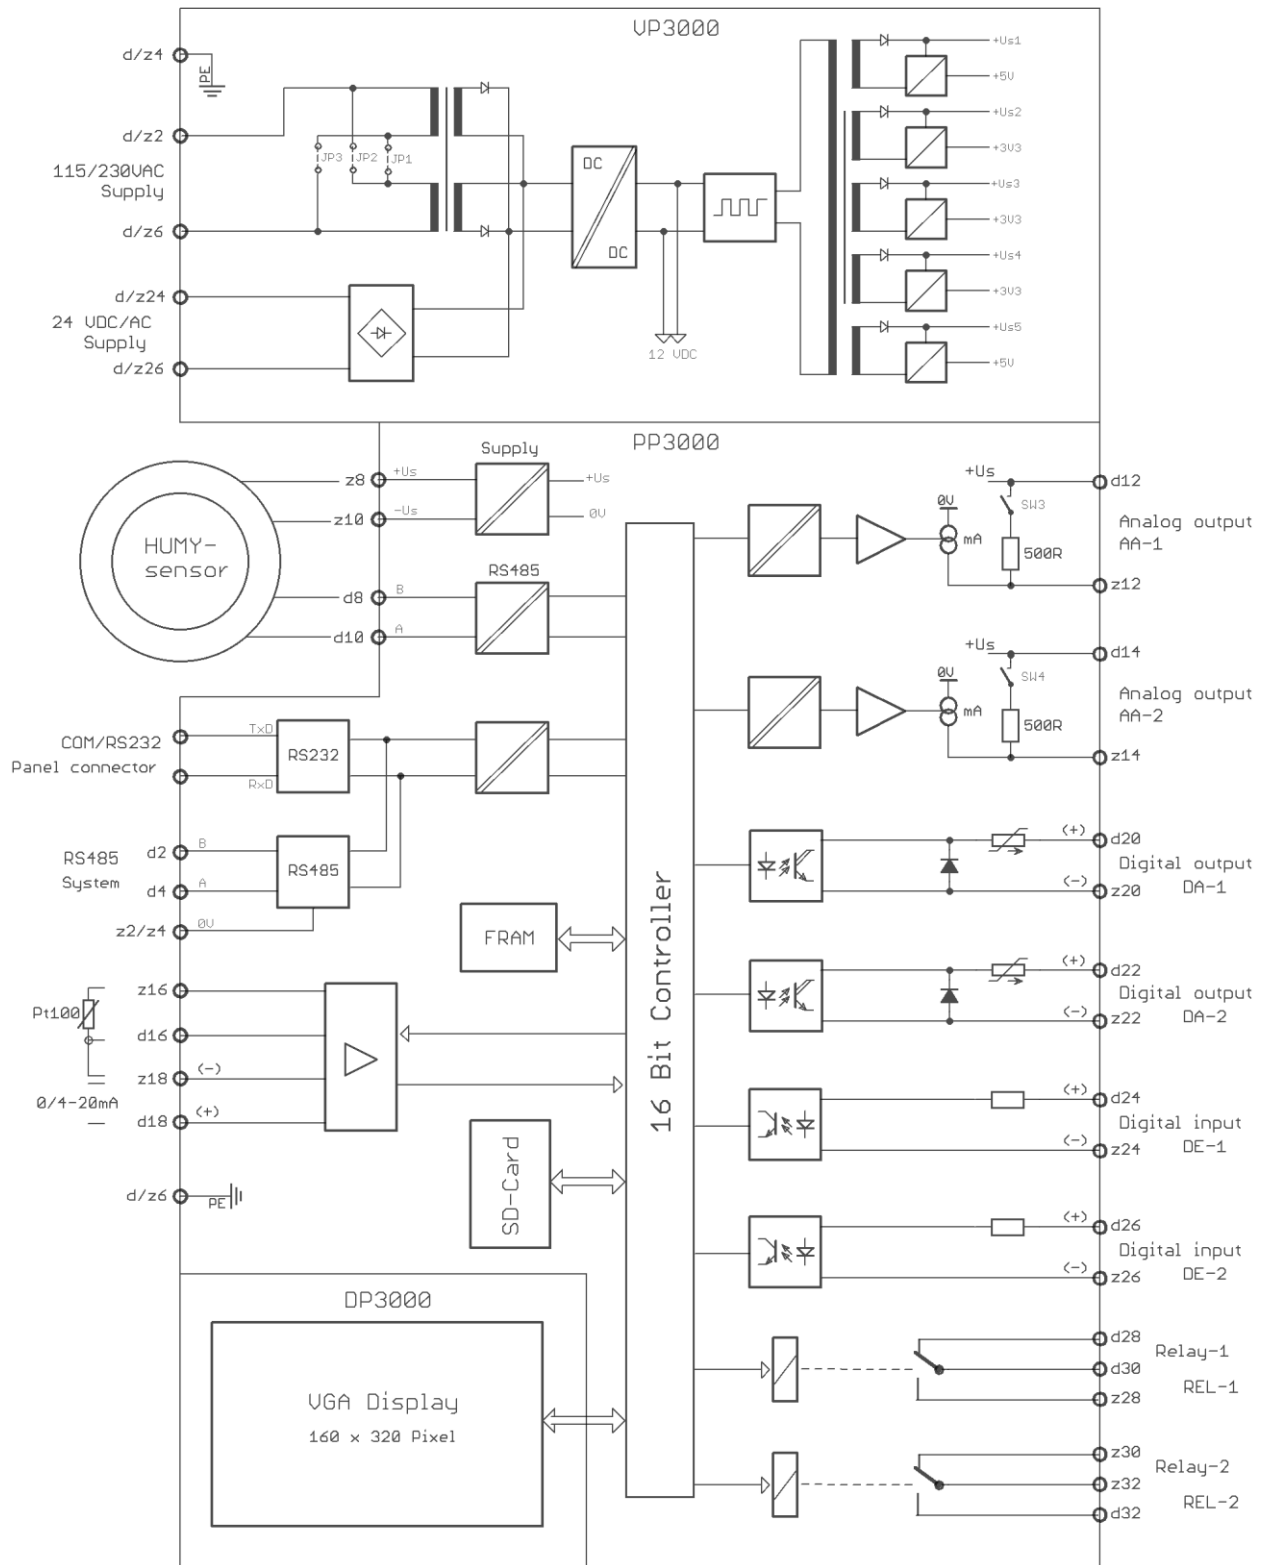 VP3000
d/z4
PE
d/z2
115/230VAC
Supply
JP3
JP2
JP1
d/z6
d/z24
24 VDC/AC
Supply
d/z26
DC
DC
12 VDC
+Us1
+5V
+Us2
+3V3
+Us3
+3V3
+Us4
+3V3
+Us5
+5V
PP3000
HUMY-
sensor
z8
+Us
z10
-Us
Supply
+Us
0V
d8
B
d10
A
RS485
COM/RS232
Panel connector
TxD
RxD
RS232
RS485
System
d2
B
d4
A
z2/z4
0V
RS485
FRAM
Pt100
z16
d16
z18
(-)
0/4-20mA
d18
(+)
d/z6
PE
SD-Card
16 Bit Controller
DP3000
VGA Display
160 x 320 Pixel
+Us
0V
mA
SW3
500R
d12
Analog output
AA-1
z12
+Us
0V
mA
SW4
500R
d14
Analog output
AA-2
z14
(+)
d20
Digital output
DA-1
(-)
z20
(+)
d22
Digital output
DA-2
(-)
z22
(+)
d24
Digital input
DE-1
(-)
z24
(+)
d26
Digital input
DE-2
(-)
z26
d28
Relay-1
d30
REL-1
z28
z30
Relay-2
z32
REL-2
d32